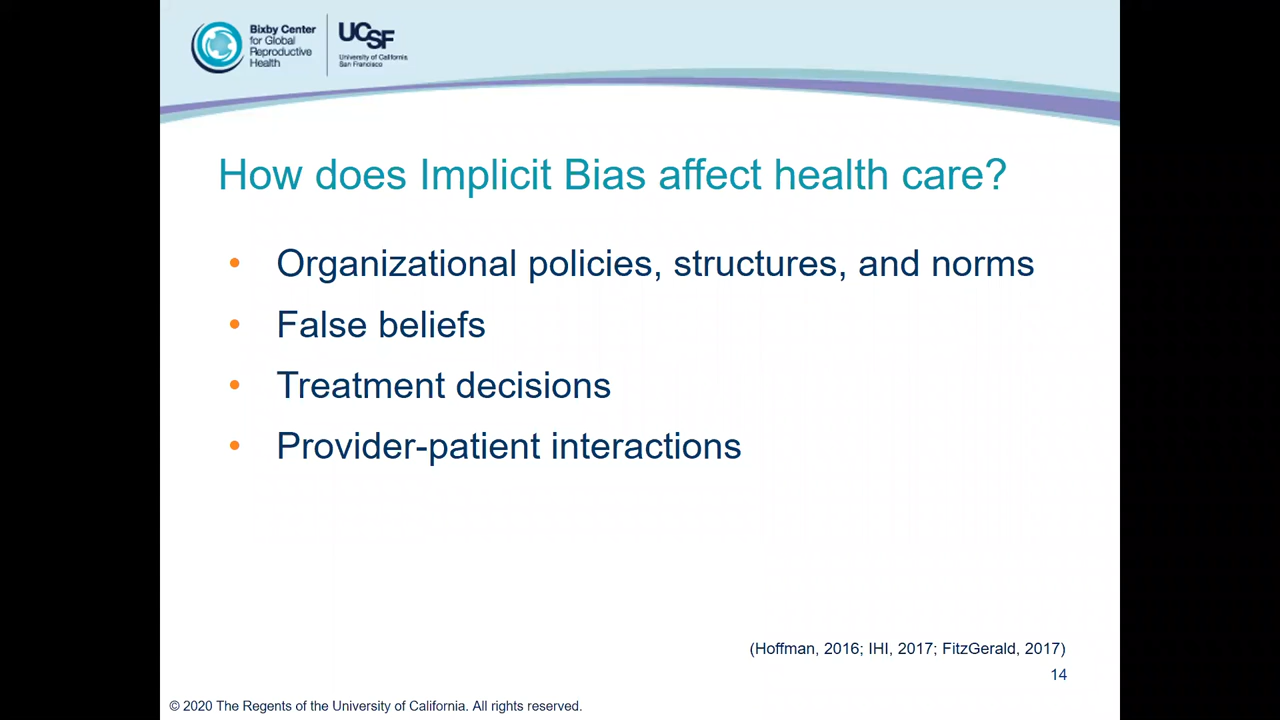 Bixby Center
for Global
Reproductive
Health
UCSF
University of California
San Francisco
How does Implicit Bias affect health care?
• Organizational policies, structures, and norms
• False beliefs
• Treatment decisions
• Provider-patient interactions
(Hoffman, 2016; IHI, 2017; FitzGerald, 2017)
14
© 2020 The Regents of the University of California. All rights reserved.